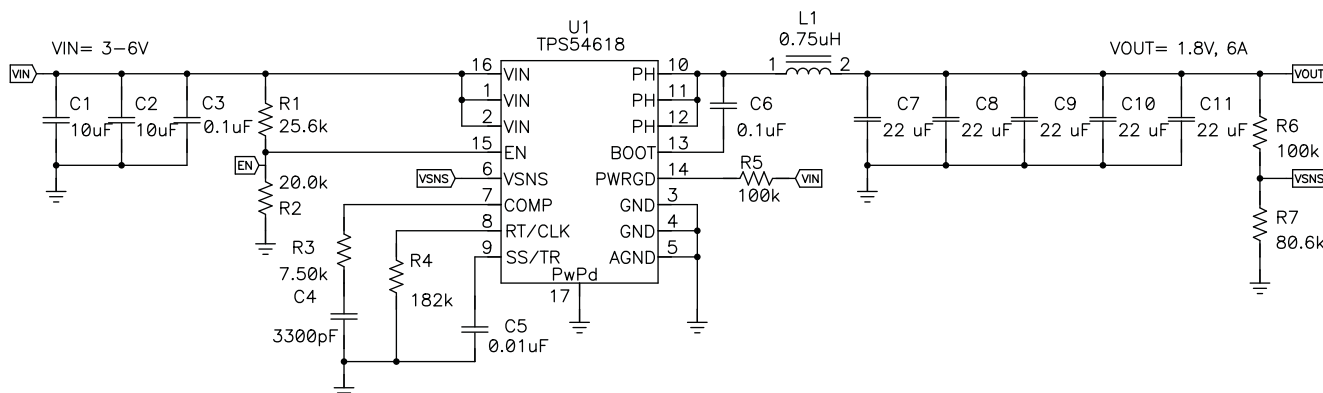 VIN= 3-6V
VIN
C1
10uF
C2
10uF
C3
0.1uF
R1
25.6k
EN
20.0k
R2
R3
7.50k
C4
3300pF
R4
182k
C5
0.01uF
VSNS
U1
TPS54618
16 VIN
1 VIN
2 VIN
15 EN
6 VSNS
7 COMP
8 RT/CLK
9 SS/TR
PwPd
17
PH 10
PH 11
PH 12
BOOT 13
PWRGD 14
GND 3
GND 4
AGND 5
L1
0.75uH
1 2
C6
0.1uF
R5
100k
VIN
VOUT= 1.8V, 6A
VOUT
C7
22 uF
C8
22 uF
C9
22 uF
C10
22 uF
C11
22 uF
R6
100k
VSNS
R7
80.6k